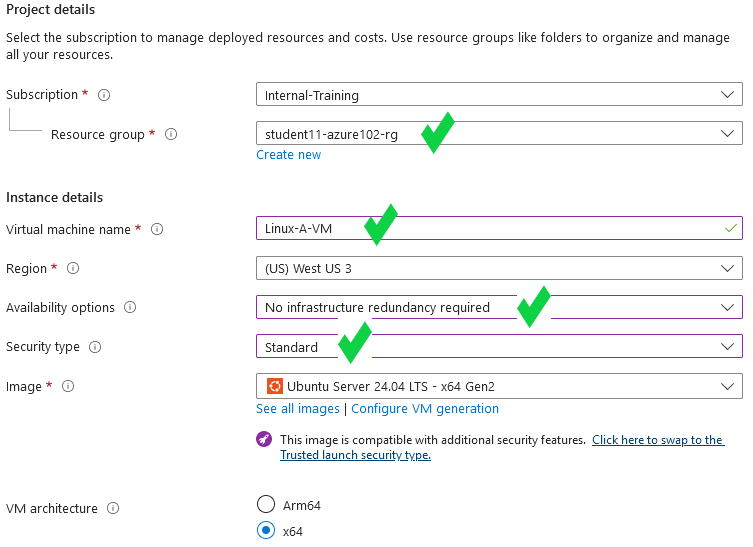 Project details
Select the subscription to manage deployed resources and costs. Use resource groups like folders to organize and manage
all your resources.
Subscription *
Internal-Training
Resource group *
student11-azure102-rg
Create new
Instance details
Virtual machine name *
Linux-A-VM
Region *
(US) West US 3
Availability options
No infrastructure redundancy required
Security type
Standard
Image *
Ubuntu Server 24.04 LTS - x64 Gen2
See all images | Configure VM generation
This image is compatible with additional security features. Click here to swap to the
Trusted launch security type.
VM architecture
Arm64
x64